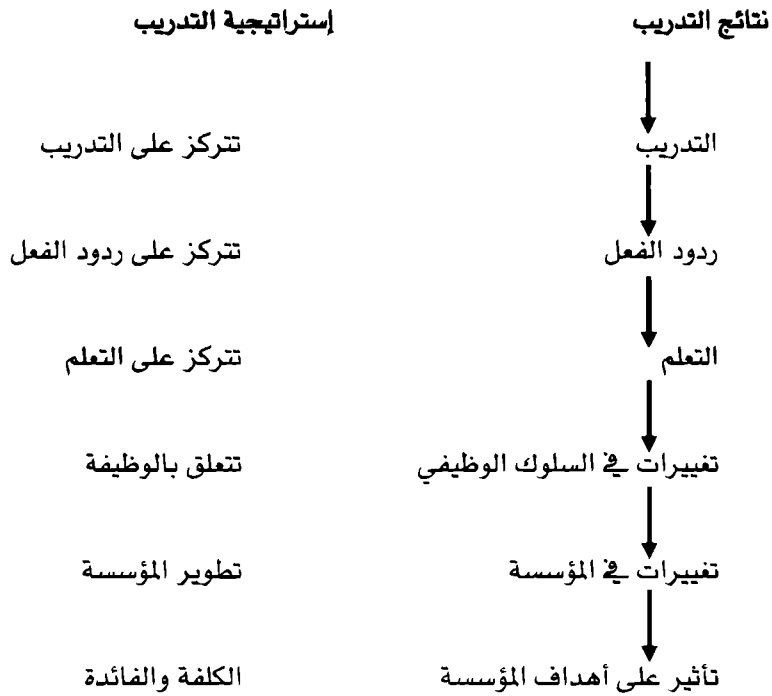 نتائج التدريب إستراتيجية التدريب
التدريب تتركز على التدريب
ردود الفعل تتركز على ردود الفعل
التعلم تتركز على التعلم
تغييرات في السلوك الوظيفي تتعلق بالوظيفة
تغييرات في المؤسسة تطوير المؤسسة
تأثير على أهداف المؤسسة الكلفة والفائدة